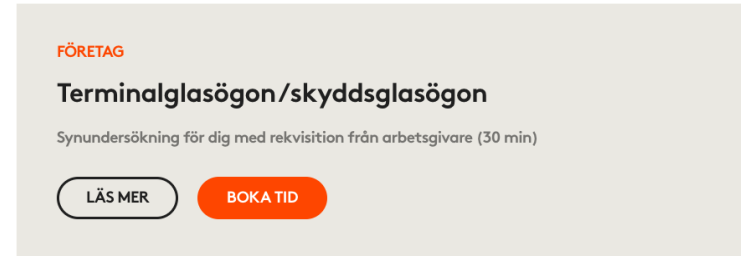 FÖRETAG
Terminalglasögon/skyddsglasögon
Synundersökning för dig med rekvisition från arbetsgivare (30 min)
LÄS MER
BOKA TID